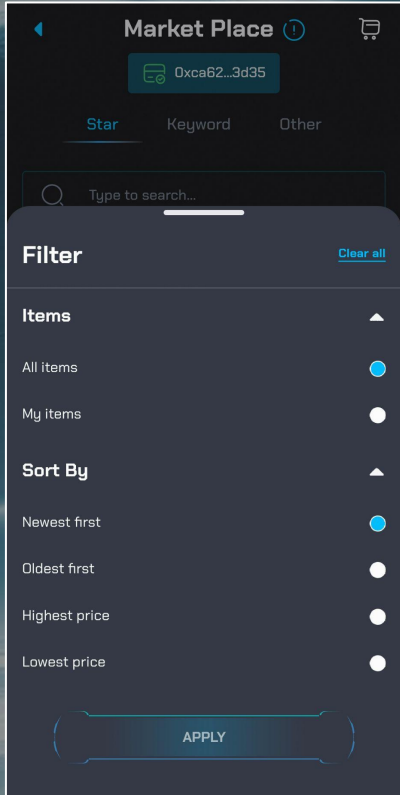 Market Place
0xca62...3d35
Star Keyword Other
Type to search...
Filter Clear all
Items
All items
My items
Sort By
Newest first
Oldest first
Highest price
Lowest price
APPLY